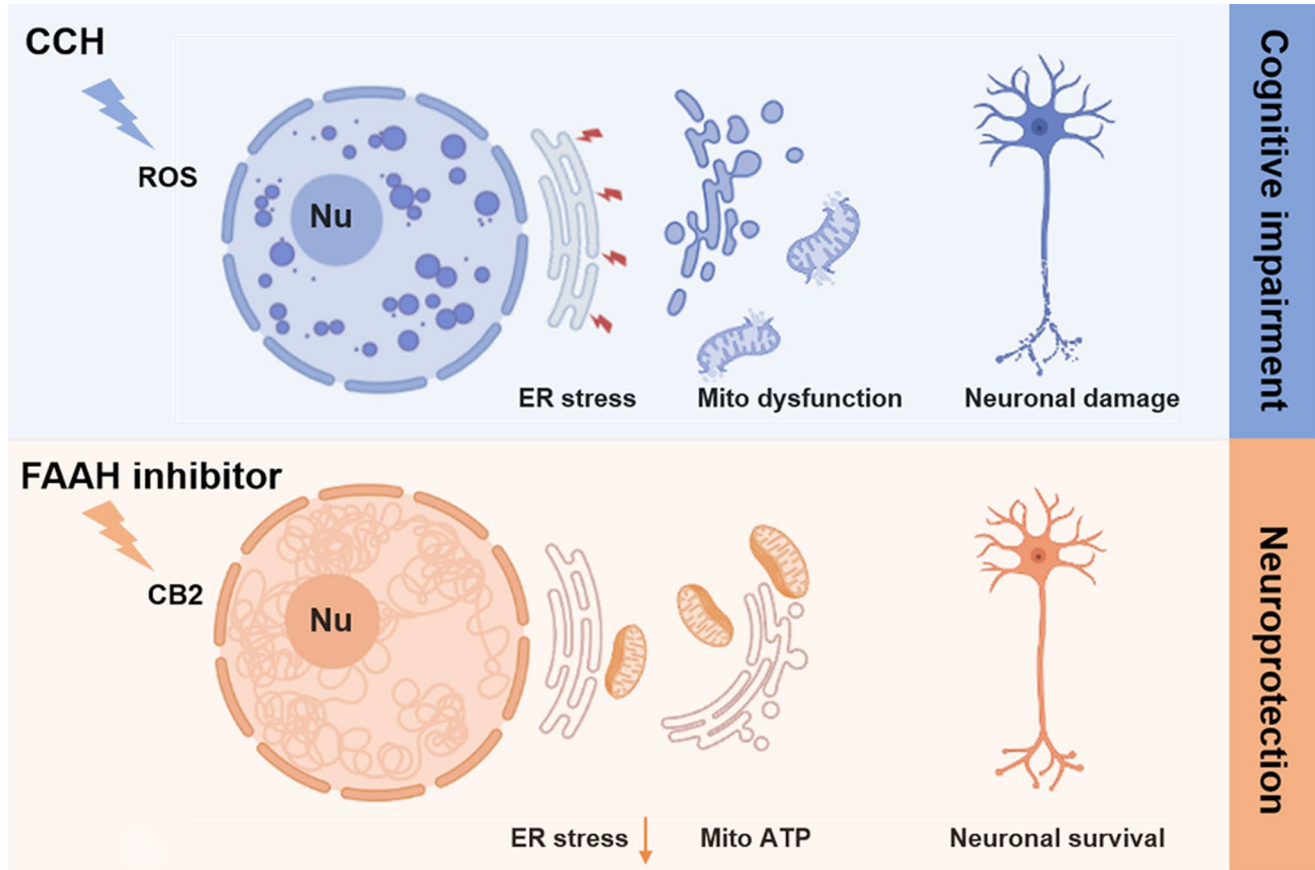 CCH
ROS
Nu
ER stress
Mito dysfunction
Neuronal damage
Cognitive impairment
FAAH inhibitor
CB2
Nu
ER stress
Mito ATP
Neuronal survival
Neuroprotection